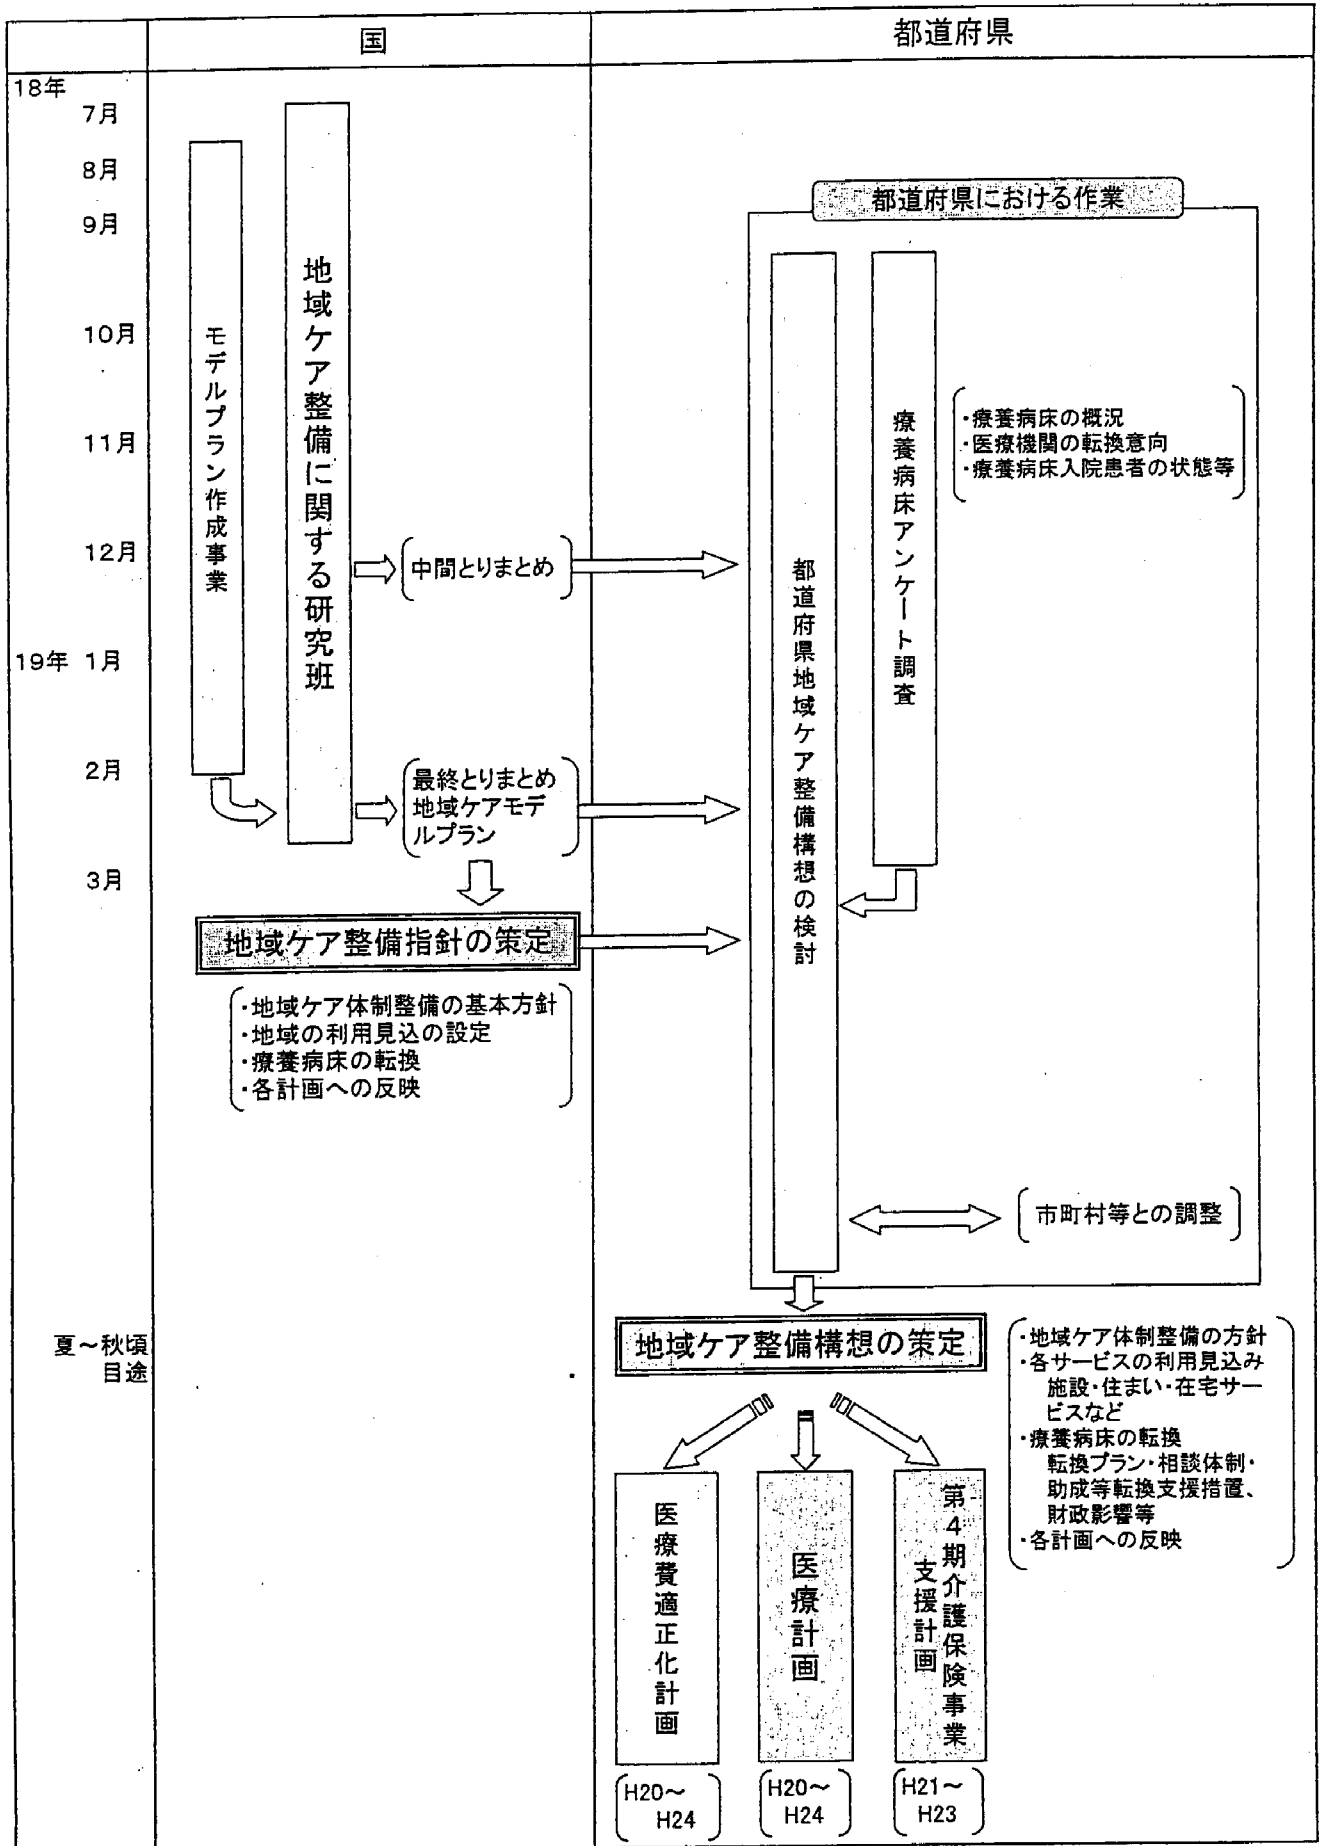 国
都道府県
18年
7月
8月
9月
10月
11月
12月
19年 1月
2月
3月
夏～秋頃
目途
モデルプラン作成事業
地域ケア整備に関する研究班
中間とりまとめ
最終とりまとめ
地域ケアモデ
ルプラン
地域ケア整備指針の策定
・地域ケア体制整備の基本方針
・地域の利用見込の設定
・療養病床の転換
・各計画への反映
都道府県における作業
都道府県地域ケア整備構想の検討
療養病床アンケート調査
・療養病床の概況
・医療機関の転換意向
・療養病床入院患者の状態等
市町村等との調整
地域ケア整備構想の策定
・地域ケア体制整備の方針
・各サービスの利用見込み
施設・住まい・在宅サー
ビスなど
・療養病床の転換
転換プラン・相談体制・
助成等転換支援措置、
財政影響等
・各計画への反映
医療費適正化計画
H20～
H24
医療計画
H20～
H24
第4期介護保険事業
支援計画
H21～
H23